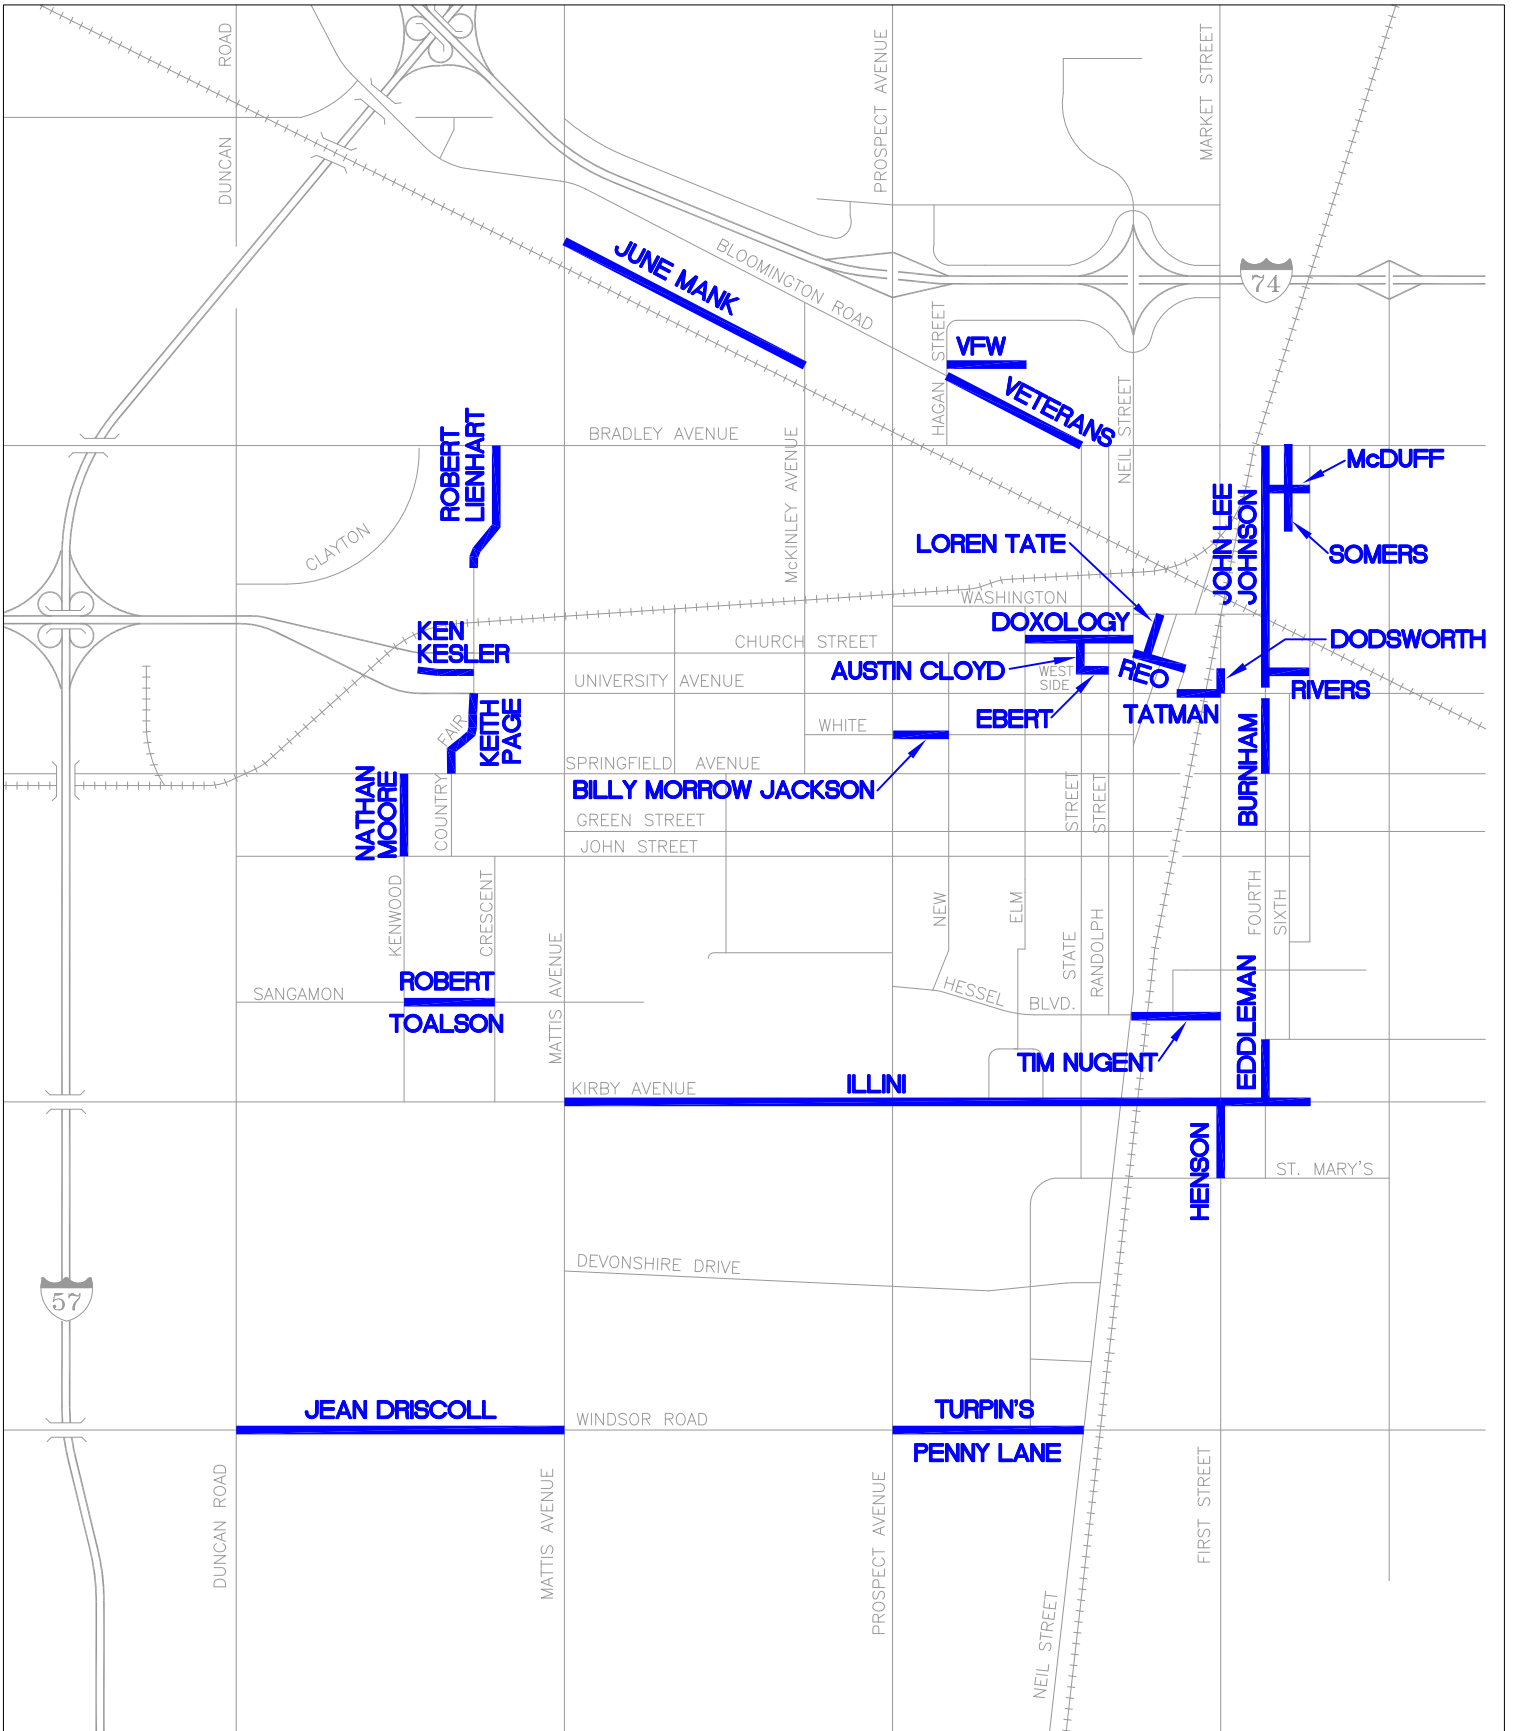 DUNCAN ROAD
PROSPECT AVENUE
MARKET STREET
JUNE MANK
BLOOMINGTON ROAD
74
HAGAN STREET
VFW
VETERANS
NEIL STREET
BRADLEY AVENUE
McKINLEY AVENUE
ROBERT
LIENHART
CLAYTON
McDUFF
JOHN LEE
JOHNSON
SOMERS
LOREN TATE
WASHINGTON
DOXOLOGY
KEN
KESLER
CHURCH STREET
DODSWORTH
AUSTIN CLOYD
WEST
SIDE
REO
UNIVERSITY AVENUE
RIVERS
EBERT
TATMAN
FAIR
KEITH
PAGE
WHITE
BURNHAM
SPRINGFIELD AVENUE
BILLY MORROW JACKSON
NATHAN
MOORE
COUNTRY
STREET
STREET
GREEN STREET
JOHN STREET
KENWOOD
CRESCENT
NEW
ELM
FOURTH
SIXTH
MATTIS AVENUE
STATE
RANDOLPH
EDDLEMAN
ROBERT
SANGAMON
TOALSON
HESSEL BLVD.
TIM NUGENT
KIRBY AVENUE
ILLINI
HENSON
ST. MARY'S
DEVONSHIRE DRIVE
57
JEAN DRISCOLL
WINDSOR ROAD
TURPIN'S
PENNY LANE
DUNCAN ROAD
MATTIS AVENUE
PROSPECT AVENUE
FIRST STREET
NEIL STREET